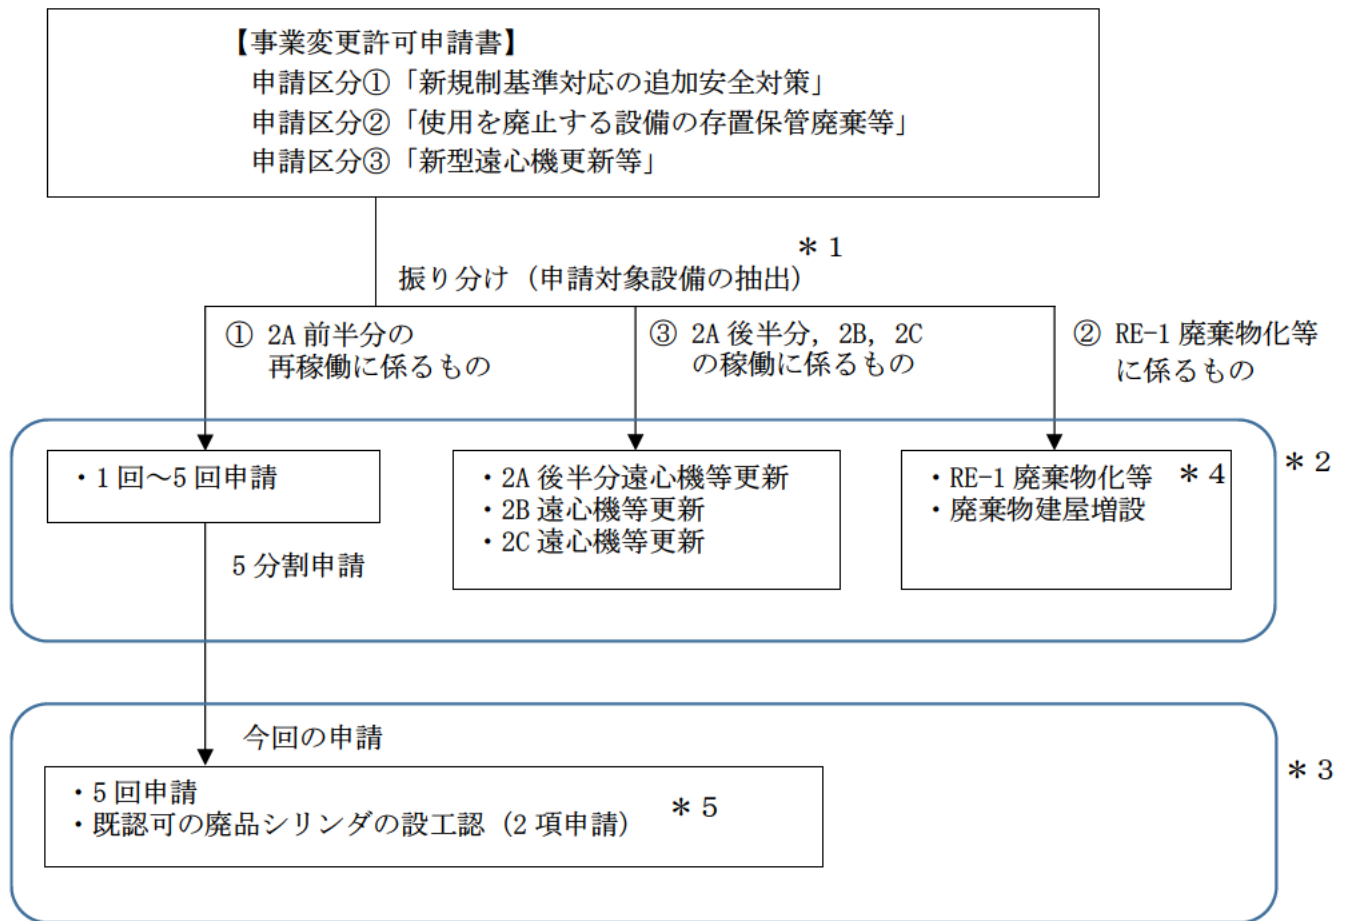 【事業変更許可申請書】
申請区分①「新規制基準対応の追加安全対策」
申請区分②「使用を廃止する設備の存置保管廃棄等」
申請区分③「新型遠心機更新等」
＊1
振り分け（申請対象設備の抽出）
① 2A 前半分の
再稼働に係るもの
③ 2A 後半分，2B，2C
の稼働に係るもの
② RE-1 廃棄物化等
に係るもの
・1 回～5 回申請
・2A 後半分遠心機等更新
・2B 遠心機等更新
・2C 遠心機等更新
・RE-1 廃棄物化等 ＊4
・廃棄物建屋増設
＊2
5 分割申請
今回の申請
・5 回申請
・既認可の廃品シリンダの設工認（2 項申請）
＊5
＊3